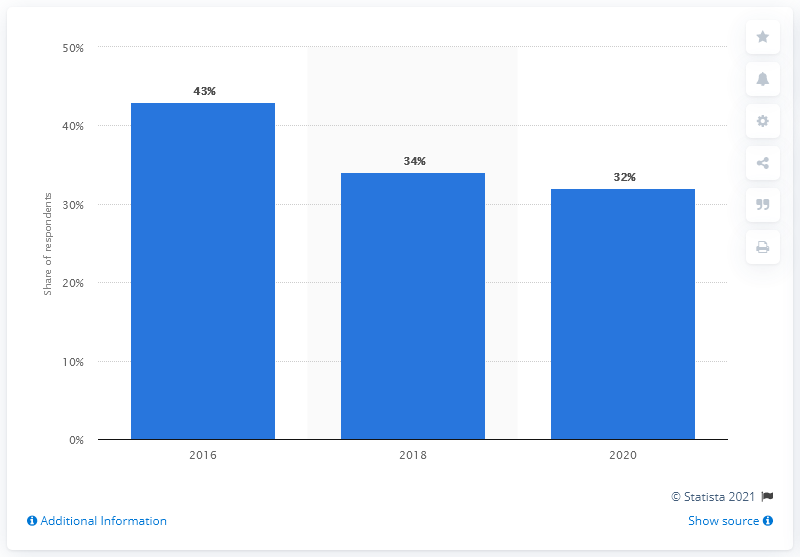 50%
43%
40%
34%
32%
30%
Share of respondents
20%
10%
0%
2016 2018 2020
© Statista 2021
Additional Information Show source